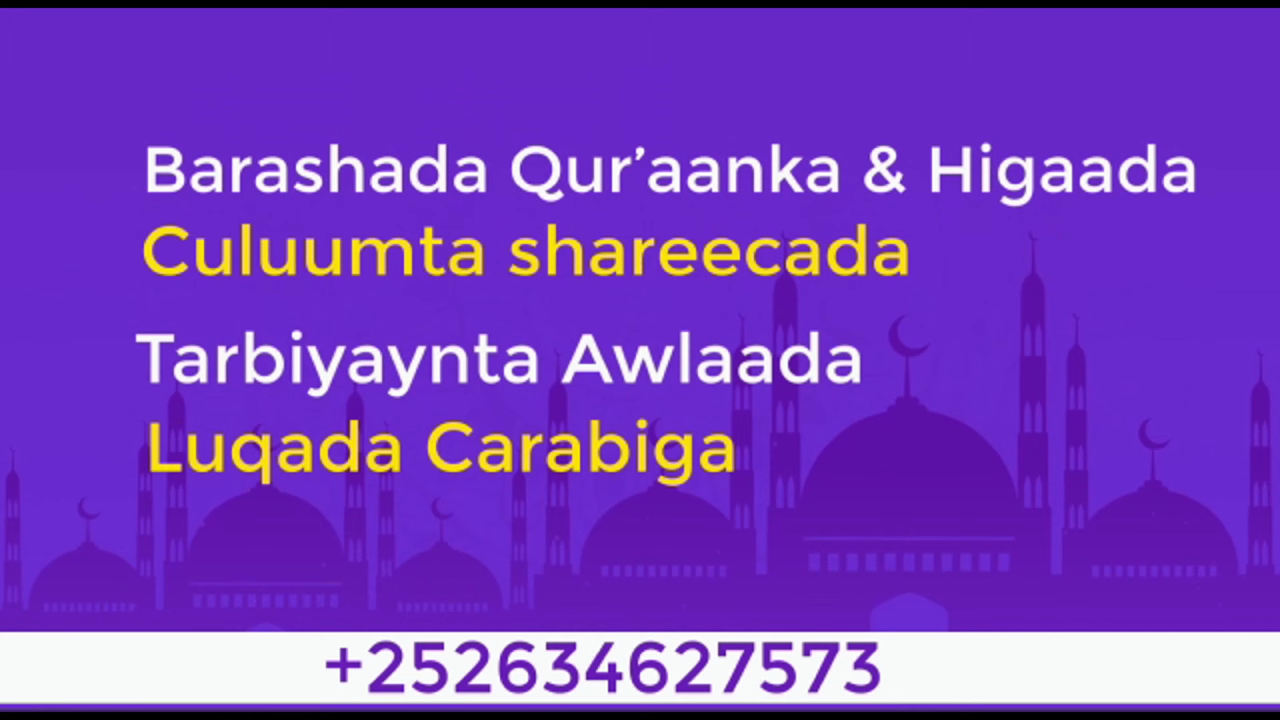 Barashada Qur’aanka & Higaada
Culuumta shareecada
Tarbiyaynta Awlaada
Luqada Carabiga
+252634627573